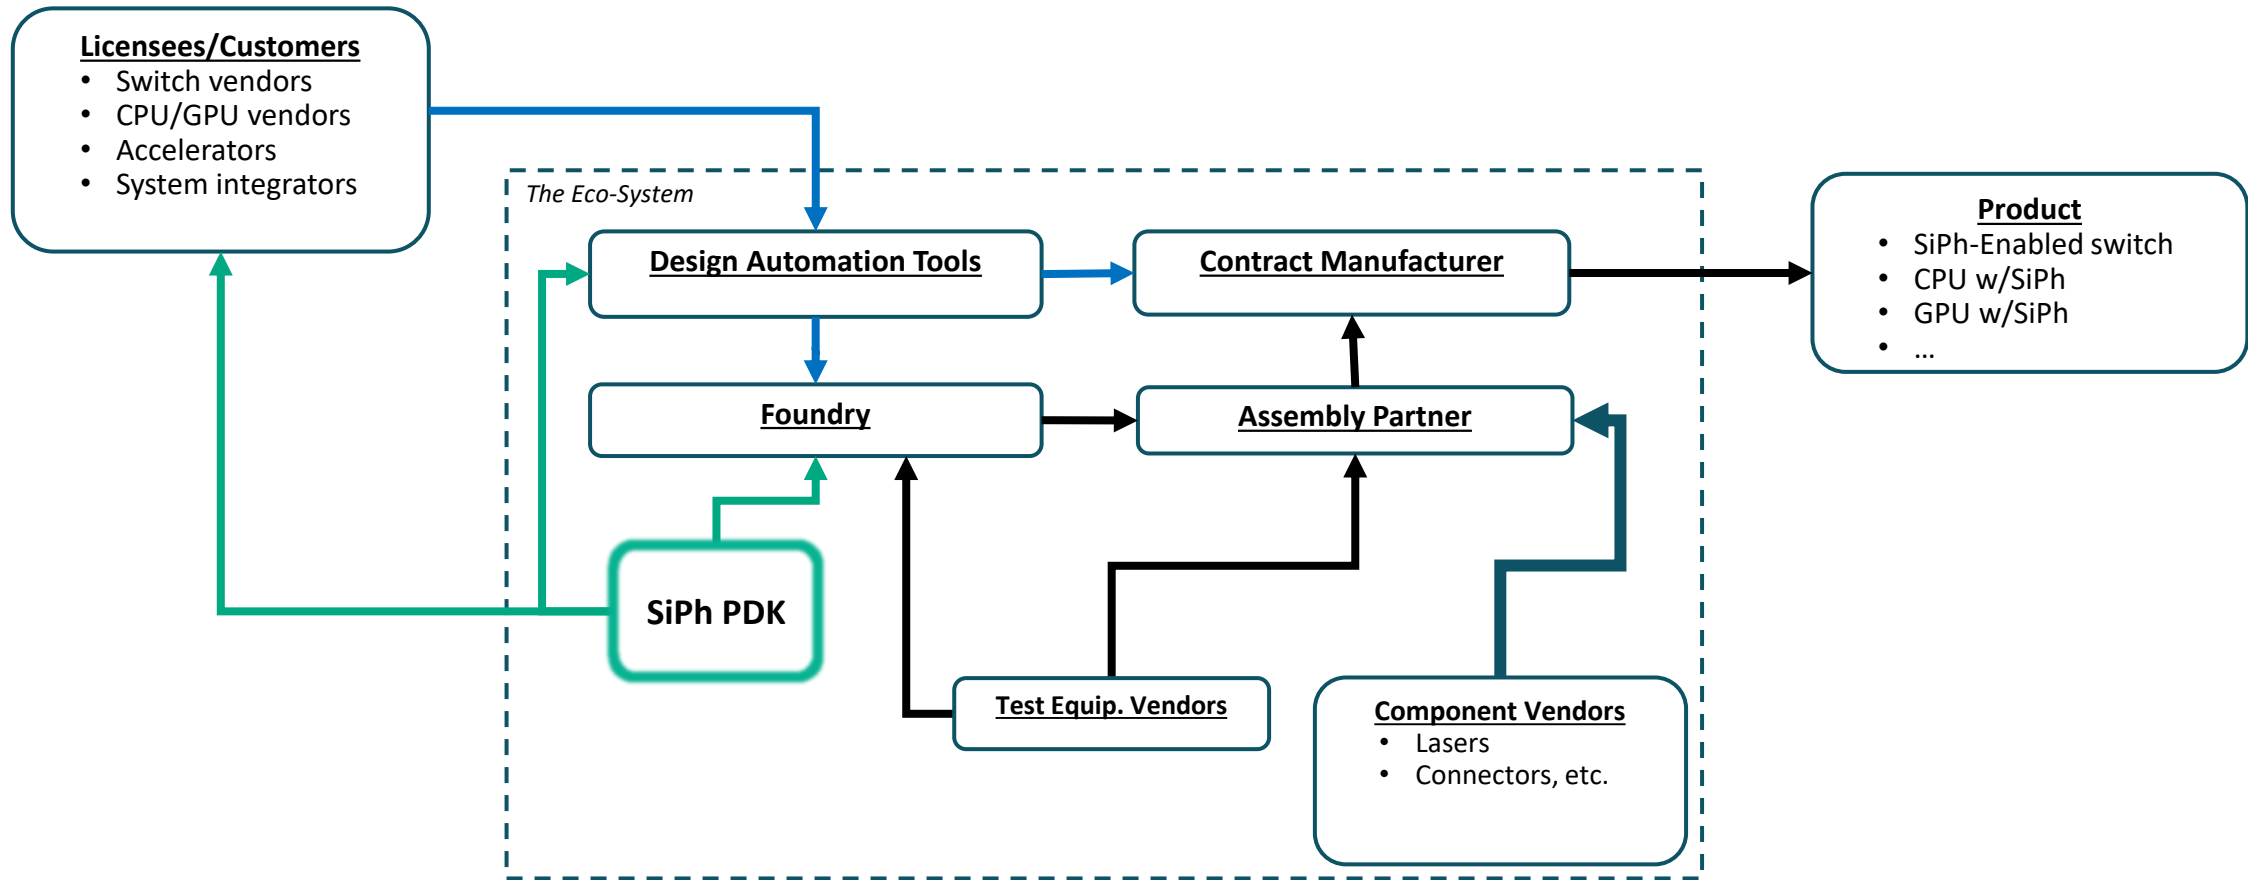 Licensees/Customers
• Switch vendors
• CPU/GPU vendors
• Accelerators
• System integrators
The Eco-System
Design Automation Tools
Contract Manufacturer
Product
• SiPh-Enabled switch
• CPU w/SiPh
• GPU w/SiPh
• ...
Foundry
Assembly Partner
SiPh PDK
Test Equip. Vendors
Component Vendors
• Lasers
• Connectors, etc.